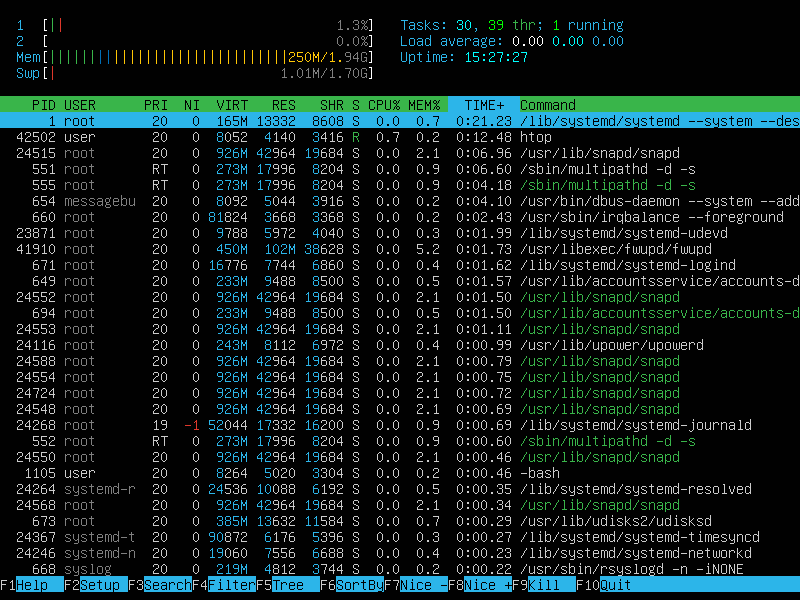 1 [|| 1.3%] Tasks: 30, 39 thr; 1 running
2 [ 0.0%] Load average: 0.00 0.00 0.00
Mem[||||||||||||||||||||||||||||||250M/1.94G] Uptime: 15:27:27
Swp[| 1.01M/1.70G]
PID USER PRI NI VIRT RES SHR S CPU% MEM% TIME+ Command
1 root 20 0 165M 13332 8608 S 0.0 0.7 0:21.23 /lib/systemd/systemd --system --des
42502 user 20 0 8052 4140 3416 R 0.7 0.2 0:12.48 htop
24515 root 20 0 926M 42964 19684 S 0.0 2.1 0:06.96 /usr/lib/snapd/snapd
551 root RT 0 273M 17996 8204 S 0.0 0.9 0:06.60 /sbin/multipathd -d -s
555 root RT 0 273M 17996 8204 S 0.0 0.9 0:04.18 /sbin/multipathd -d -s
654 messagebu 20 0 8092 5044 3916 S 0.0 0.2 0:04.10 /usr/bin/dbus-daemon --system --add
660 root 20 0 81824 3668 3368 S 0.0 0.2 0:02.43 /usr/sbin/irqbalance --foreground
23871 root 20 0 9788 5972 4040 S 0.0 0.3 0:01.99 /lib/systemd/systemd-udevd
41910 root 20 0 450M 102M 38628 S 0.0 5.2 0:01.73 /usr/libexec/fwupd/fwupd
671 root 20 0 16776 7744 6860 S 0.0 0.4 0:01.62 /lib/systemd/systemd-logind
649 root 20 0 233M 9488 8500 S 0.0 0.5 0:01.57 /usr/lib/accountsservice/accounts-d
24552 root 20 0 926M 42964 19684 S 0.0 2.1 0:01.50 /usr/lib/snapd/snapd
694 root 20 0 233M 9488 8500 S 0.0 0.5 0:01.50 /usr/lib/accountsservice/accounts-d
24553 root 20 0 926M 42964 19684 S 0.0 2.1 0:01.11 /usr/lib/snapd/snapd
24116 root 20 0 243M 8112 6972 S 0.0 0.4 0:00.99 /usr/lib/upower/upowerd
24588 root 20 0 926M 42964 19684 S 0.0 2.1 0:00.79 /usr/lib/snapd/snapd
24554 root 20 0 926M 42964 19684 S 0.0 2.1 0:00.75 /usr/lib/snapd/snapd
24724 root 20 0 926M 42964 19684 S 0.0 2.1 0:00.72 /usr/lib/snapd/snapd
24548 root 20 0 926M 42964 19684 S 0.0 2.1 0:00.69 /usr/lib/snapd/snapd
24268 root 19 -1 52044 17332 16200 S 0.0 0.9 0:00.69 /lib/systemd/systemd-journald
552 root RT 0 273M 17996 8204 S 0.0 0.9 0:00.60 /sbin/multipathd -d -s
24550 root 20 0 926M 42964 19684 S 0.0 2.1 0:00.46 /usr/lib/snapd/snapd
1105 user 20 0 8264 5020 3304 S 0.0 0.2 0:00.46 -bash
24264 systemd-r 20 0 24536 10088 6192 S 0.0 0.5 0:00.35 /lib/systemd/systemd-resolved
24568 root 20 0 926M 42964 19684 S 0.0 2.1 0:00.34 /usr/lib/snapd/snapd
673 root 20 0 385M 13632 11584 S 0.0 0.7 0:00.29 /usr/lib/udisks2/udisksd
24367 systemd-t 20 0 90872 6176 5396 S 0.0 0.3 0:00.27 /lib/systemd/systemd-timesyncd
24246 systemd-n 20 0 19060 7556 6688 S 0.0 0.4 0:00.23 /lib/systemd/systemd-networkd
668 syslog 20 0 219M 4812 3744 S 0.0 0.2 0:00.22 /usr/sbin/rsyslogd -n -iNONE
F1Help F2Setup F3SearchF4FilterF5Tree F6SortByF7Nice -F8Nice +F9Kill F10Quit